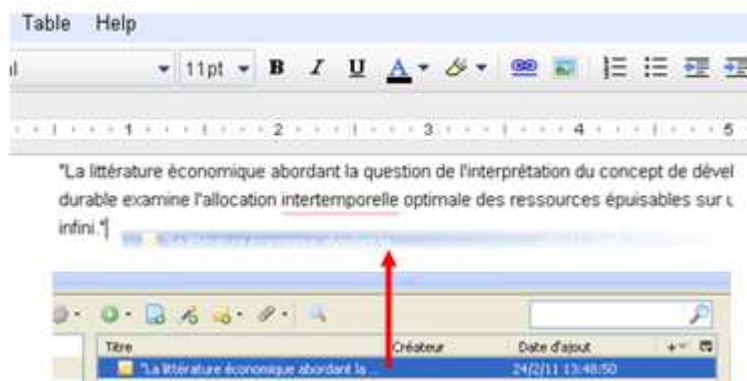 Table Help
11pt B I U A
1 2 3 4 5
"La littérature économique abordant la question de l'interprétation du concept de dével
durable examine l'allocation intertemporelle optimale des ressources épuisables sur
infini."
Titre Créateur Date d'ajout
"La littérature économique abordant la ... 24/2/11 13:48:50